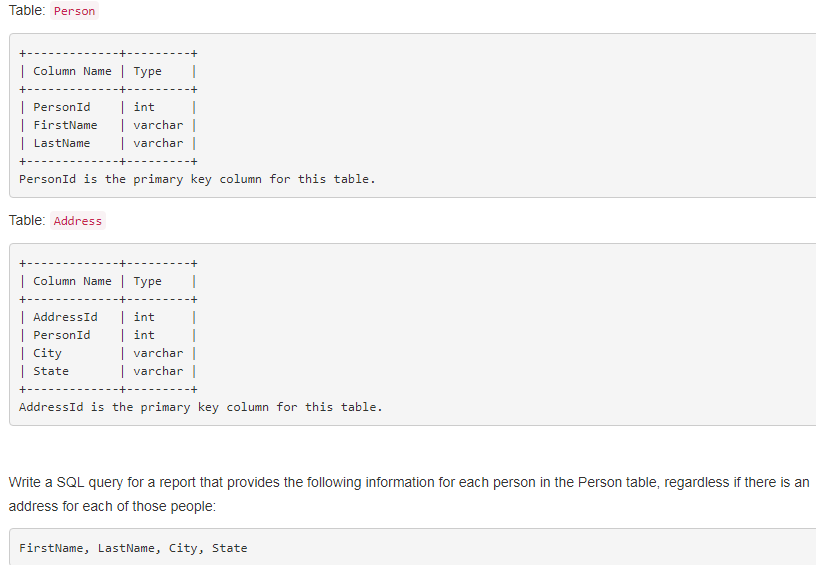 Table: Person
+-------------+---------+
| Column Name | Type    |
+-------------+---------+
| PersonId    | int     |
| FirstName   | varchar |
| LastName    | varchar |
+-------------+---------+
PersonId is the primary key column for this table.
Table: Address
+-------------+---------+
| Column Name | Type    |
+-------------+---------+
| AddressId   | int     |
| PersonId    | int     |
| City        | varchar |
| State       | varchar |
+-------------+---------+
AddressId is the primary key column for this table.
Write a SQL query for a report that provides the following information for each person in the Person table, regardless if there is an
address for each of those people:
FirstName, LastName, City, State